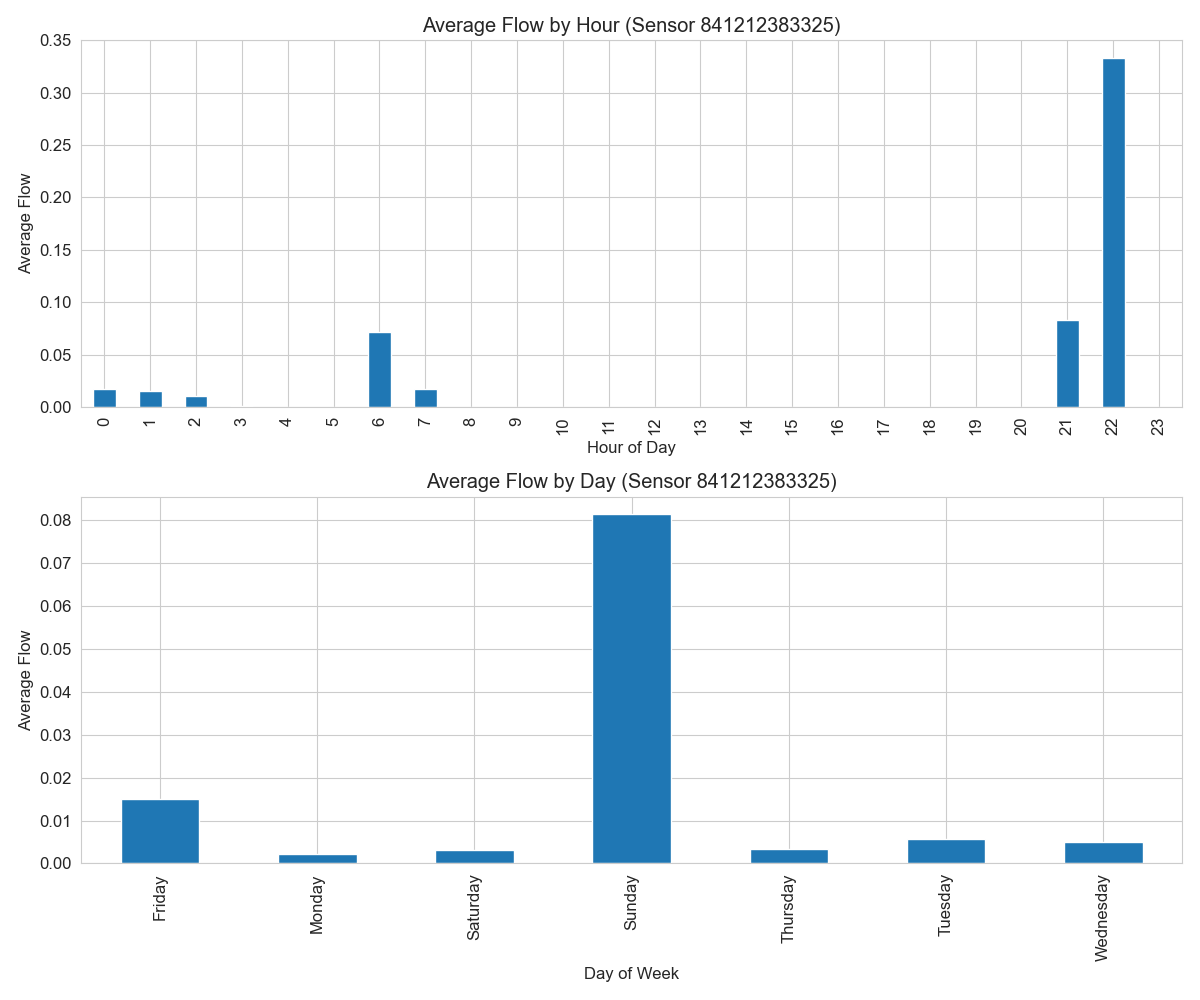 Average Flow by Hour (Sensor 841212383325)
0.35
0.30
0.25
0.20
0.15
0.10
0.05
0.00
Average Flow
0 1 2 3 4 5 6 7 8 9 10 11 12 13 14 15 16 17 18 19 20 21 22 23
Hour of Day
Average Flow by Day (Sensor 841212383325)
0.08
0.07
0.06
0.05
0.04
0.03
0.02
0.01
0.00
Average Flow
Friday Monday Saturday Sunday Thursday Tuesday Wednesday
Day of Week